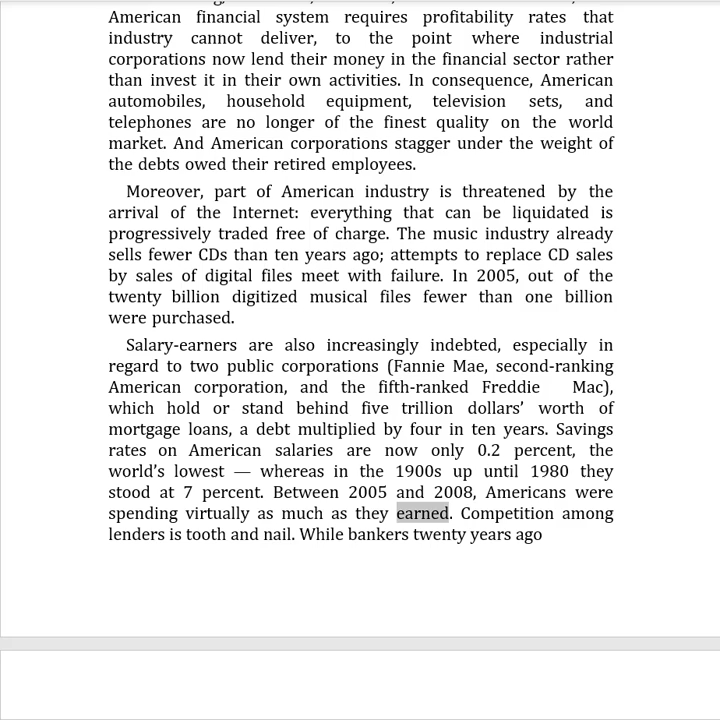 American financial system requires profitability rates that
industry cannot deliver, to the point where industrial
corporations now lend their money in the financial sector rather
than invest it in their own activities. In consequence, American
automobiles, household equipment, television sets, and
telephones are no longer of the finest quality on the world
market. And American corporations stagger under the weight of
the debts owed their retired employees.
Moreover, part of American industry is threatened by the
arrival of the Internet: everything that can be liquidated is
progressively traded free of charge. The music industry already
sells fewer CDs than ten years ago; attempts to replace CD sales
by sales of digital files meet with failure. In 2005, out of the
twenty billion digitized musical files fewer than one billion
were purchased.
Salary-earners are also increasingly indebted, especially in
regard to two public corporations (Fannie Mae, second-ranking
American corporation, and the fifth-ranked Freddie Mac),
which hold or stand behind five trillion dollars’ worth of
mortgage loans, a debt multiplied by four in ten years. Savings
rates on American salaries are now only 0.2 percent, the
world’s lowest — whereas in the 1900s up until 1980 they
stood at 7 percent. Between 2005 and 2008, Americans were
spending virtually as much as they earned. Competition among
lenders is tooth and nail. While bankers twenty years ago